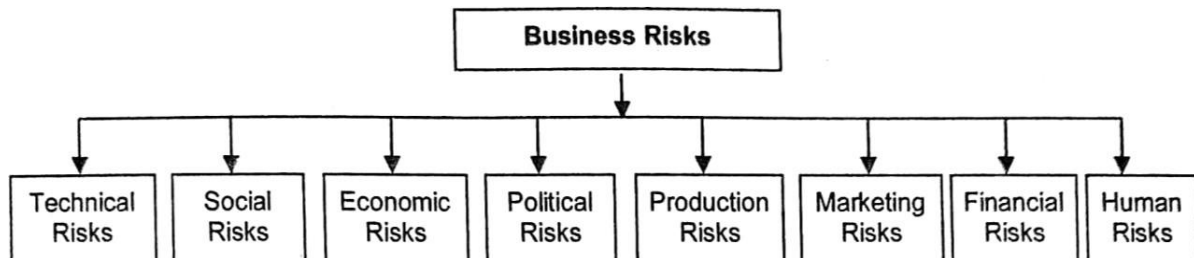 Business Risks
Technical
Risks
Social
Risks
Economic
Risks
Political
Risks
Production
Risks
Marketing
Risks
Financial
Risks
Human
Risks